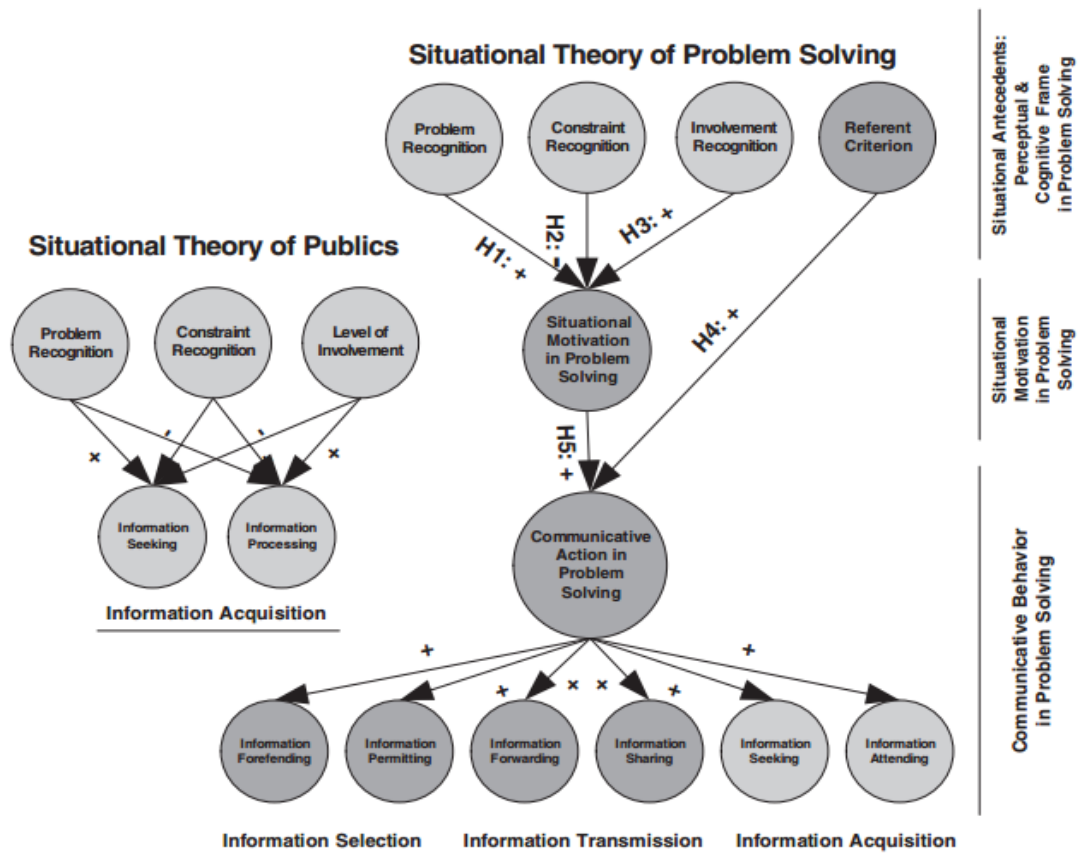 Situational Theory of Problem Solving
Problem
Recognition
Constraint
Recognition
Involvement
Recognition
Referent
Criterion
Situational Antecedents:
Perceptual &
Cognitive Frame
in Problem Solving
H1: +
H2: -
H3: +
H4: +
Situational Theory of Publics
Problem
Recognition
Constraint
Recognition
Level of
Involvement
Situational
Motivation
in Problem
Solving
Situational
Motivation
in Problem
Solving
+
-
-
+
H5: +
Information
Seeking
Information
Processing
Information Acquisition
Communicative
Action in
Problem
Solving
Communicative Behavior
in Problem Solving
+
+
+
+
+
+
Information
Forefending
Information
Permitting
Information
Forwarding
Information
Sharing
Information
Seeking
Information
Attending
Information Selection
Information Transmission
Information Acquisition